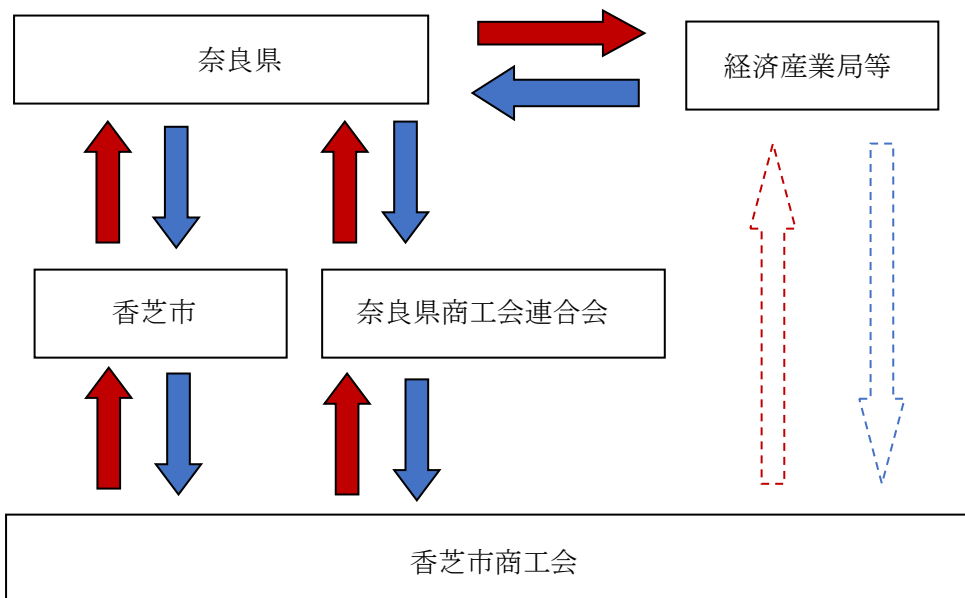 奈良県
経済産業局等
香芝市
奈良県商工会連合会
香芝市商工会